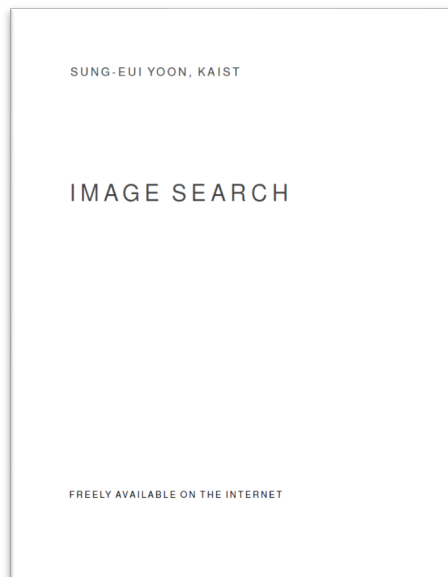 SUNG-EUI YOON, KAIST
IMAGE SEARCH
FREELY AVAILABLE ON THE INTERNET